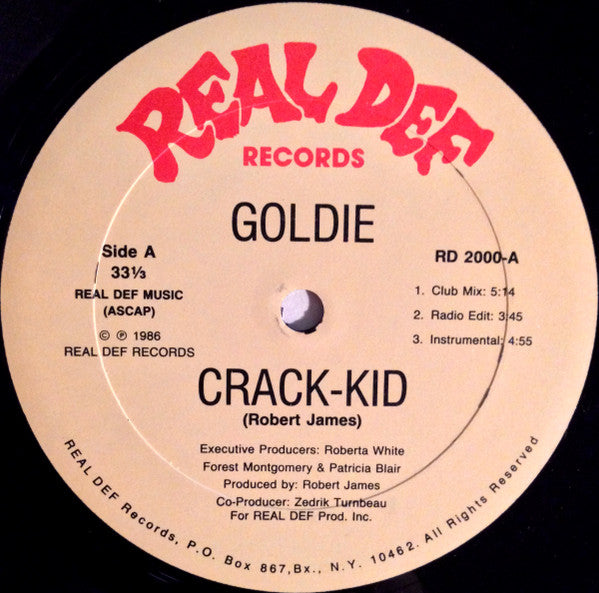 REAL DEF
RECORDS
GOLDIE
Side A
33⅓
REAL DEF MUSIC
(ASCAP)
© ℗ 1986
REAL DEF RECORDS
RD 2000-A
1. Club Mix: 5:14
2. Radio Edit: 3:45
3. Instrumental: 4:55
CRACK-KID
(Robert James)
Executive Producers: Roberta White
Forest Montgomery & Patricia Blair
Produced by: Robert James
Co-Producer: Zedrik Turnbeau
For REAL DEF Prod. Inc.
REAL DEF Records, P.O. Box 867,Bx., N.Y. 10462. All Rights Reserved